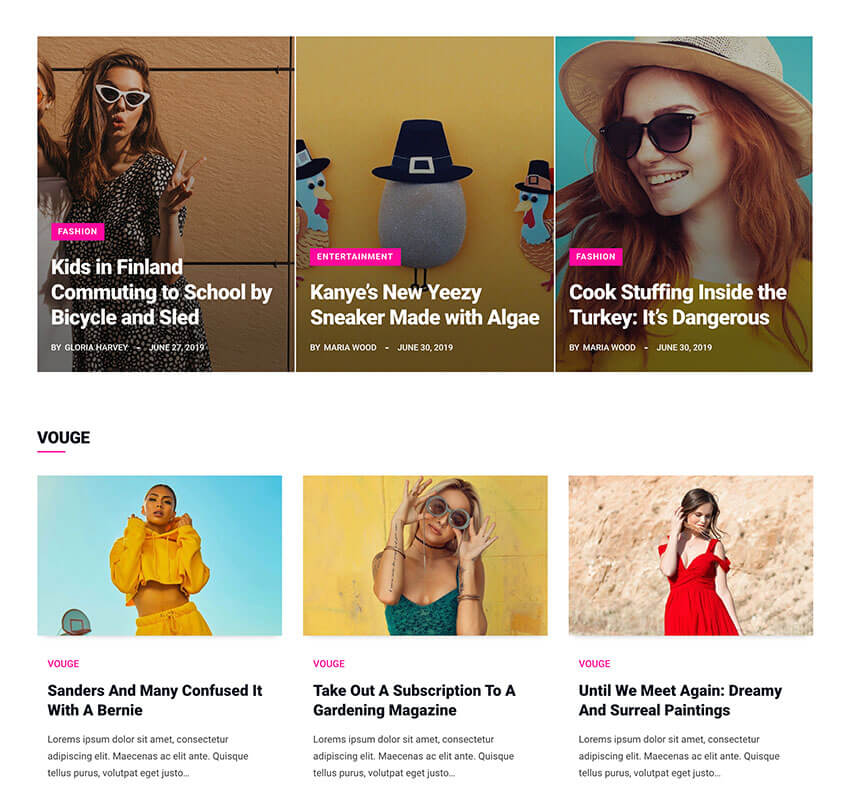 FASHION
Kids in Finland
Commuting to School by
Bicycle and Sled
BY GLORIA HARVEY - JUNE 27, 2019
ENTERTAINMENT
Kanye's New Yeezy
Sneaker Made with Algae
BY MARIA WOOD - JUNE 30, 2019
FASHION
Cook Stuffing Inside the
Turkey: It's Dangerous
BY MARIA WOOD - JUNE 30, 2019
VOUGE
VOUGE
Sanders And Many Confused It
With A Bernie
Lorems ipsum dolor sit amet, consectetur
adipiscing elit. Maecenas ac elit ante. Quisque
tellus purus, volutpat eget justo…
VOUGE
Take Out A Subscription To A
Gardening Magazine
Lorems ipsum dolor sit amet, consectetur
adipiscing elit. Maecenas ac elit ante. Quisque
tellus purus, volutpat eget justo…
VOUGE
Until We Meet Again: Dreamy
And Surreal Paintings
Lorems ipsum dolor sit amet, consectetur
adipiscing elit. Maecenas ac elit ante. Quisque
tellus purus, volutpat eget justo…